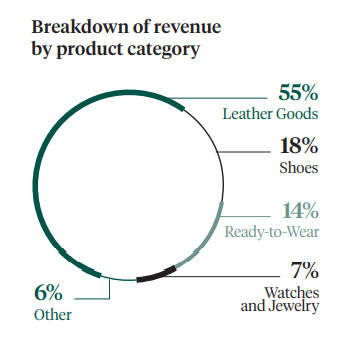 Breakdown of revenue
by product category
55%
Leather Goods
18%
Shoes
14%
Ready-to-Wear
7%
Watches
and Jewelry
6%
Other